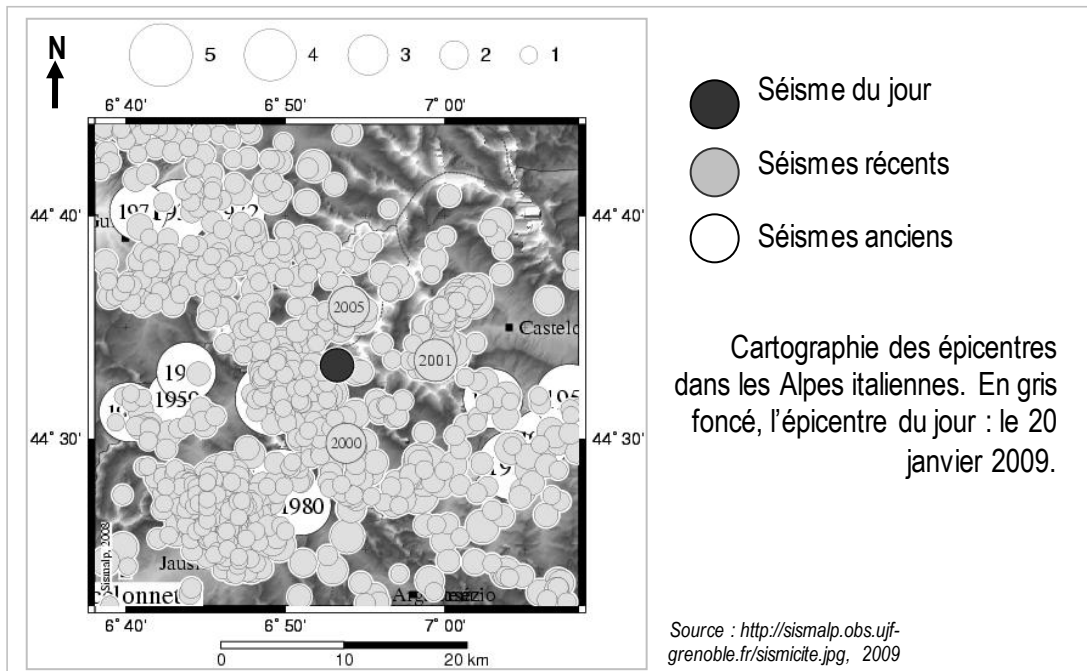 N
5 4 3 2 1
6° 40' 6° 50' 7° 00'
Séisme du jour
Séismes récents
Séismes anciens
44° 40' 44° 40'
2005
Casteld
2001
1959
44° 30' 44° 30'
2000
1980
Sismalp, 2009
Jausi
colonnet
6° 40' 6° 50' 7° 00'
0 10 20 km
Cartographie des épicentres
dans les Alpes italiennes. En gris
foncé, l'épicentre du jour : le 20
janvier 2009.
Source : http://sismalp.obs.ujf-
grenoble.fr/sismicite.jpg, 2009